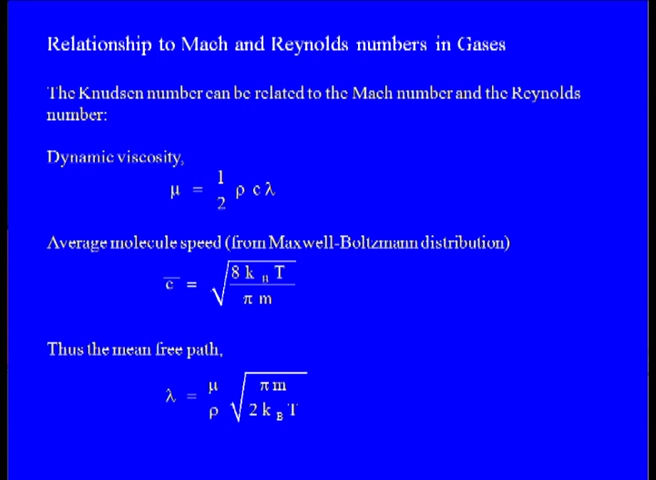 Relationship to Mach and Reynolds numbers in Gases
The Knudsen number can be related to the Mach number and the Reynolds
number:
Dynamic viscosity,
μ = 1/2 ρ c λ
Average molecule speed (from Maxwell-Boltzmann distribution)
c̄ = √(8 k_B T / π m)
Thus the mean free path,
λ = μ/ρ √(π m / 2 k_B T)